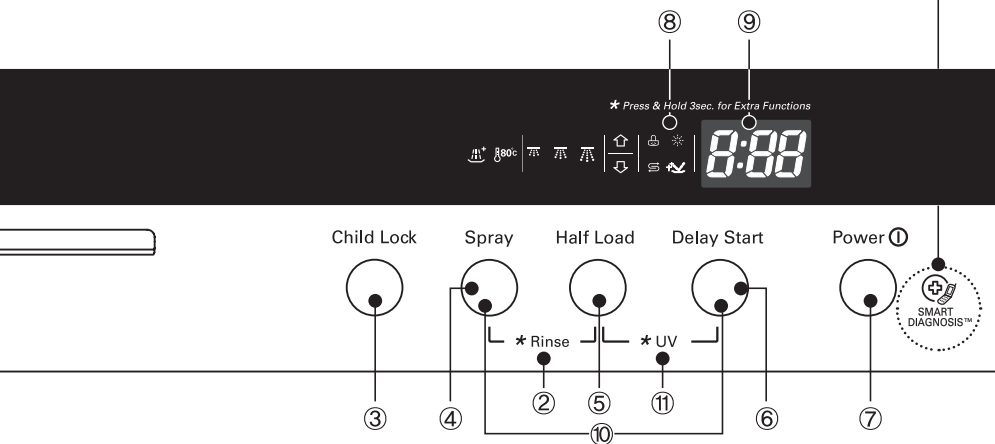 ⑧ ⑨
* Press & Hold 3sec. for Extra Functions
80°c 8:88
Child Lock Spray Half Load Delay Start Power
SMART
DIAGNOSIS™
* Rinse * UV
③ ④ ② ⑤ ⑪ ⑥ ⑦
⑩